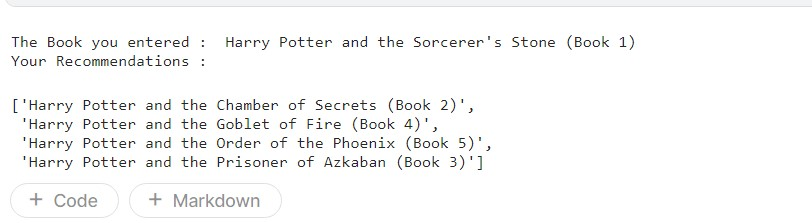 The Book you entered :  Harry Potter and the Sorcerer's Stone (Book 1)
Your Recommendations :
['Harry Potter and the Chamber of Secrets (Book 2)',
'Harry Potter and the Goblet of Fire (Book 4)',
'Harry Potter and the Order of the Phoenix (Book 5)',
'Harry Potter and the Prisoner of Azkaban (Book 3)']
+ Code + Markdown